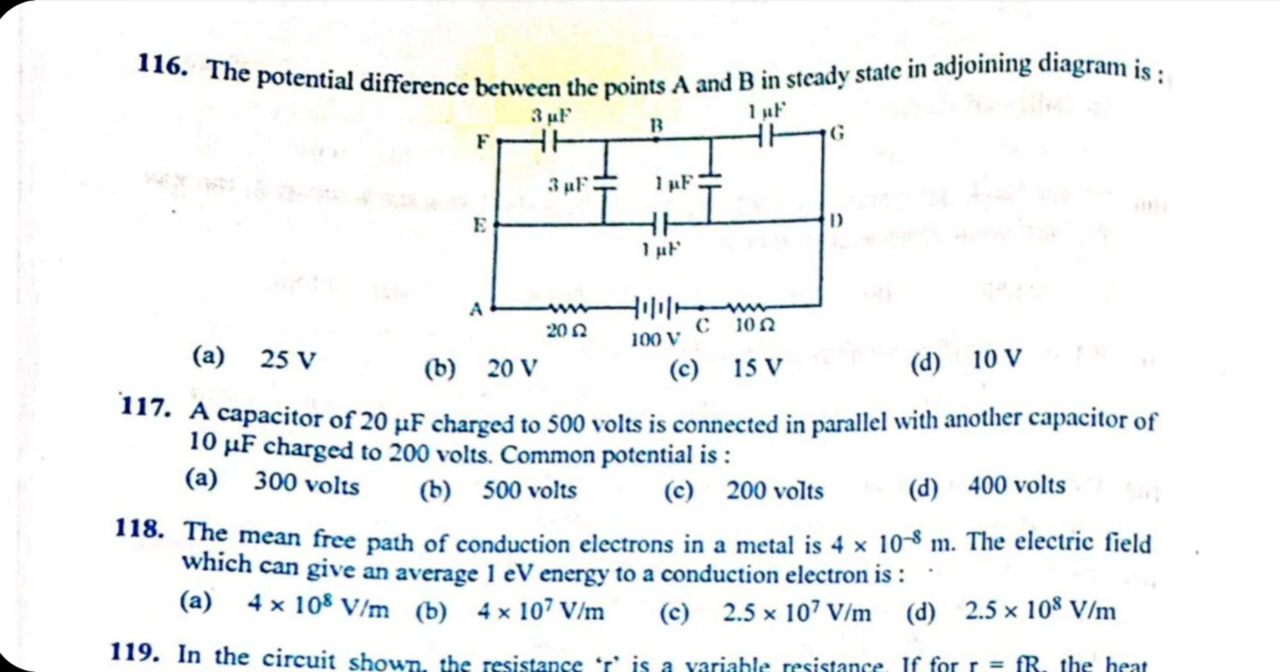 116. The potential difference between the points A and B in steady state in adjoining diagram is :
3 μF B 1 μF
F G
3 μF 1 μF
E D
1 μF
A C
20 Ω 100 V 10 Ω
(a) 25 V (b) 20 V (c) 15 V (d) 10 V
117. A capacitor of 20 μF charged to 500 volts is connected in parallel with another capacitor of
10 μF charged to 200 volts. Common potential is :
(a) 300 volts (b) 500 volts (c) 200 volts (d) 400 volts
118. The mean free path of conduction electrons in a metal is 4 × 10⁻⁸ m. The electric field
which can give an average 1 eV energy to a conduction electron is :
(a) 4 × 10⁸ V/m (b) 4 × 10⁷ V/m (c) 2.5 × 10⁷ V/m (d) 2.5 × 10⁸ V/m
119. In the circuit shown, the resistance 'r' is a variable resistance. If for r = fR, the heat